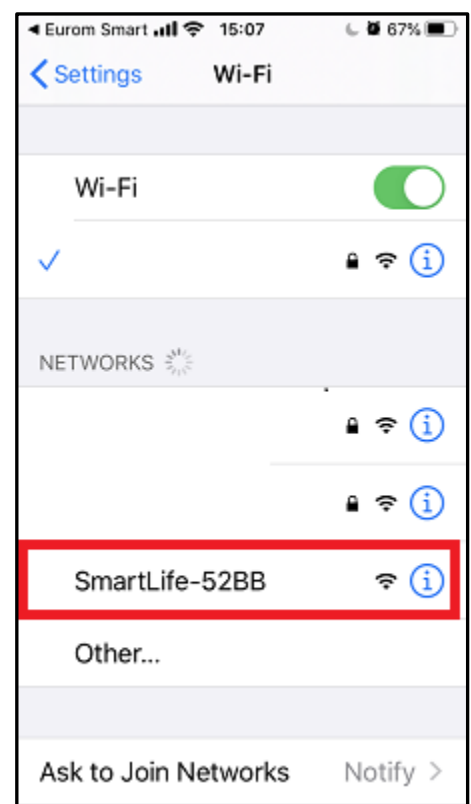 Eurom Smart 15:07 67%
Settings Wi-Fi
Wi-Fi
NETWORKS
SmartLife-52BB
Other...
Ask to Join Networks Notify